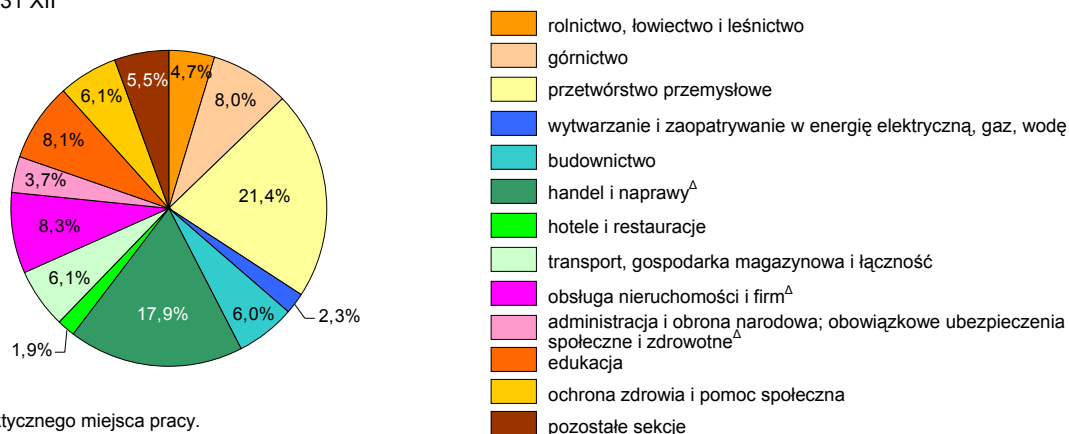 31 XII
5,5%
4,7%
8,0%
21,4%
2,3%
6,0%
17,9%
1,9%
6,1%
8,3%
3,7%
8,1%
6,1%
rolnictwo, łowiectwo i leśnictwo
górnictwo
przetwórstwo przemysłowe
wytwarzanie i zaopatrywanie w energię elektryczną, gaz, wodę
budownictwo
handel i naprawy^Δ
hotele i restauracje
transport, gospodarka magazynowa i łączność
obsługa nieruchomości i firm^Δ
administracja i obrona narodowa; obowiązkowe ubezpieczenia
społeczne i zdrowotne^Δ
edukacja
ochrona zdrowia i pomoc społeczna
pozostałe sekcje
ktycznego miejsca pracy.